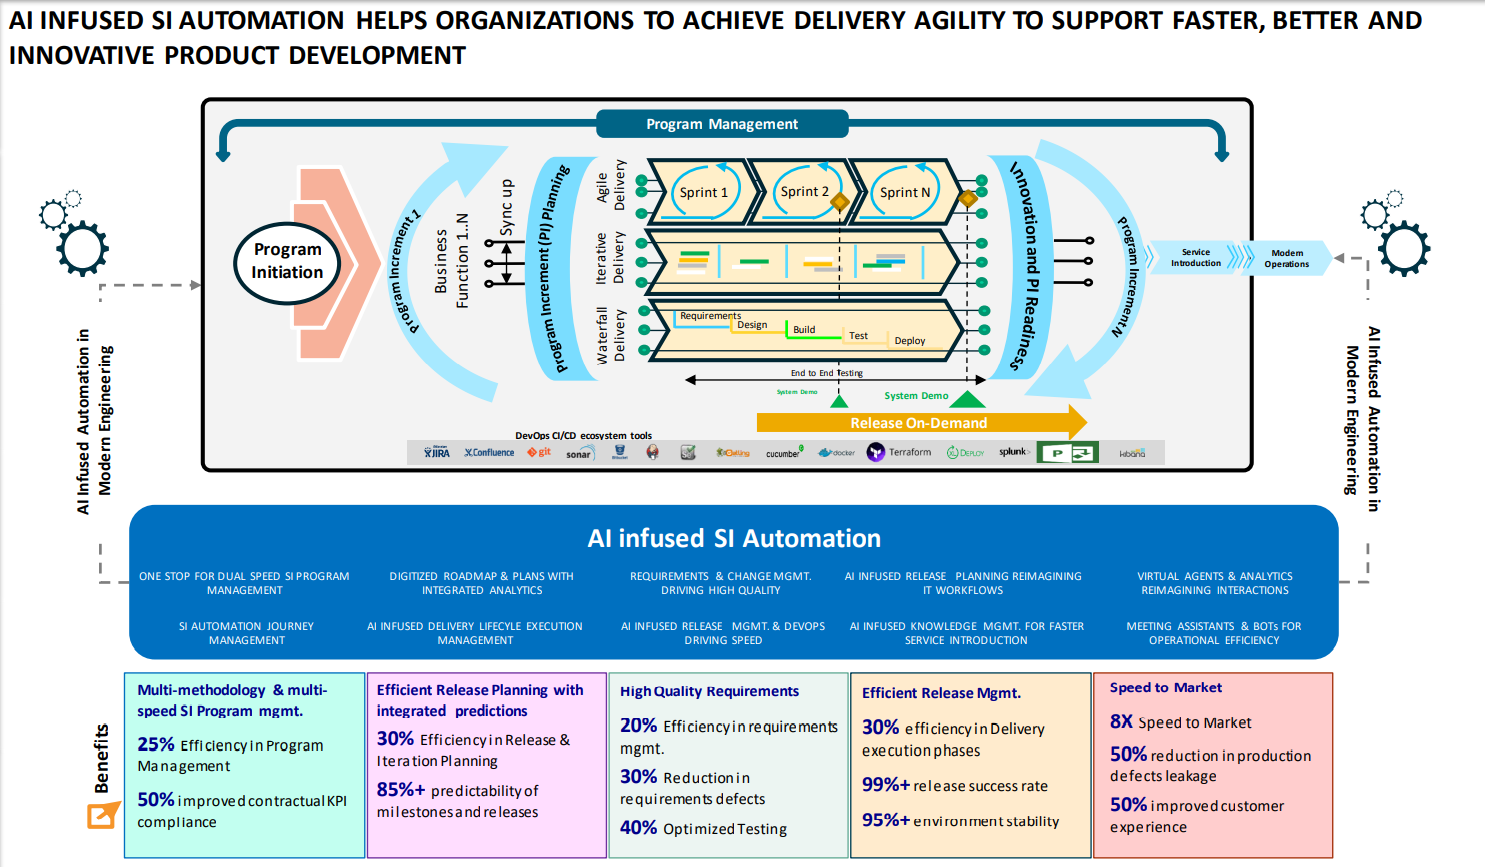 AI INFUSED SI AUTOMATION HELPS ORGANIZATIONS TO ACHIEVE DELIVERY AGILITY TO SUPPORT FASTER, BETTER AND
INNOVATIVE PRODUCT DEVELOPMENT
Program Management
Program
Initiation
Program Increment 1
Business
Function 1..N
Sync up
Program Increment (PI) Planning
Agile
Delivery
Sprint 1
Sprint 2
Sprint N
Iterative
Delivery
Waterfall
Delivery
Requirements
Design
Build
Test
Deploy
End to End Testing
System Demo
System Demo
Release On-Demand
Innovation and PI Readiness
Program Increment N
Service
Introduction
Modern
Operations
AI Infused Automation in
Modern Engineering
AI Infused Automation in
Modern Engineering
DevOps CI/CD ecosystem tools
JIRA
Confluence
git
sonar
cucumber
docker
Terraform
DEPLOY
splunk>
P
kibana
AI infused SI Automation
ONE STOP FOR DUAL SPEED SI PROGRAM
MANAGEMENT
DIGITIZED ROADMAP & PLANS WITH
INTEGRATED ANALYTICS
REQUIREMENTS & CHANGE MGMT.
DRIVING HIGH QUALITY
AI INFUSED RELEASE PLANNING REIMAGINING
IT WORKFLOWS
VIRTUAL AGENTS & ANALYTICS
REIMAGINING INTERACTIONS
SI AUTOMATION JOURNEY
MANAGEMENT
AI INFUSED DELIVERY LIFECYLE EXECUTION
MANAGEMENT
AI INFUSED RELEASE MGMT. & DEVOPS
DRIVING SPEED
AI INFUSED KNOWLEDGE MGMT. FOR FASTER
SERVICE INTRODUCTION
MEETING ASSISTANTS & BOTs FOR
OPERATIONAL EFFICIENCY
Benefits
Multi-methodology & multi-
speed SI Program mgmt.
25% Efficiency in Program
Management
50% improved contractual KPI
compliance
Efficient Release Planning with
integrated predictions
30% Efficiency in Release &
Iteration Planning
85%+ predictability of
milestones and releases
High Quality Requirements
20% Efficiency in requirements
mgmt.
30% Reduction in
requirements defects
40% Optimized Testing
Efficient Release Mgmt.
30% efficiency in Delivery
execution phases
99%+ release success rate
95%+ environment stability
Speed to Market
8X Speed to Market
50% reduction in production
defects leakage
50% improved customer
experience